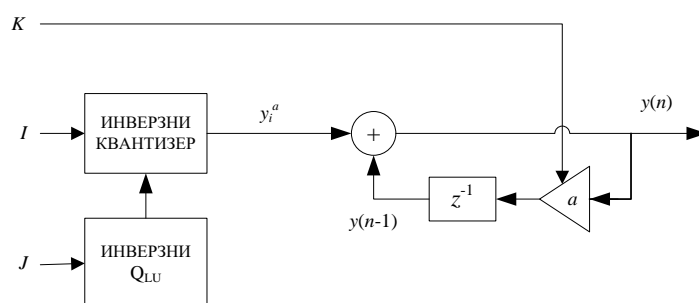 K
I
ИНВЕРЗНИ
КВАНТИЗЕР
y_i^a
+
y(n)
y(n-1)
z^-1
a
J
ИНВЕРЗНИ
Q_LU